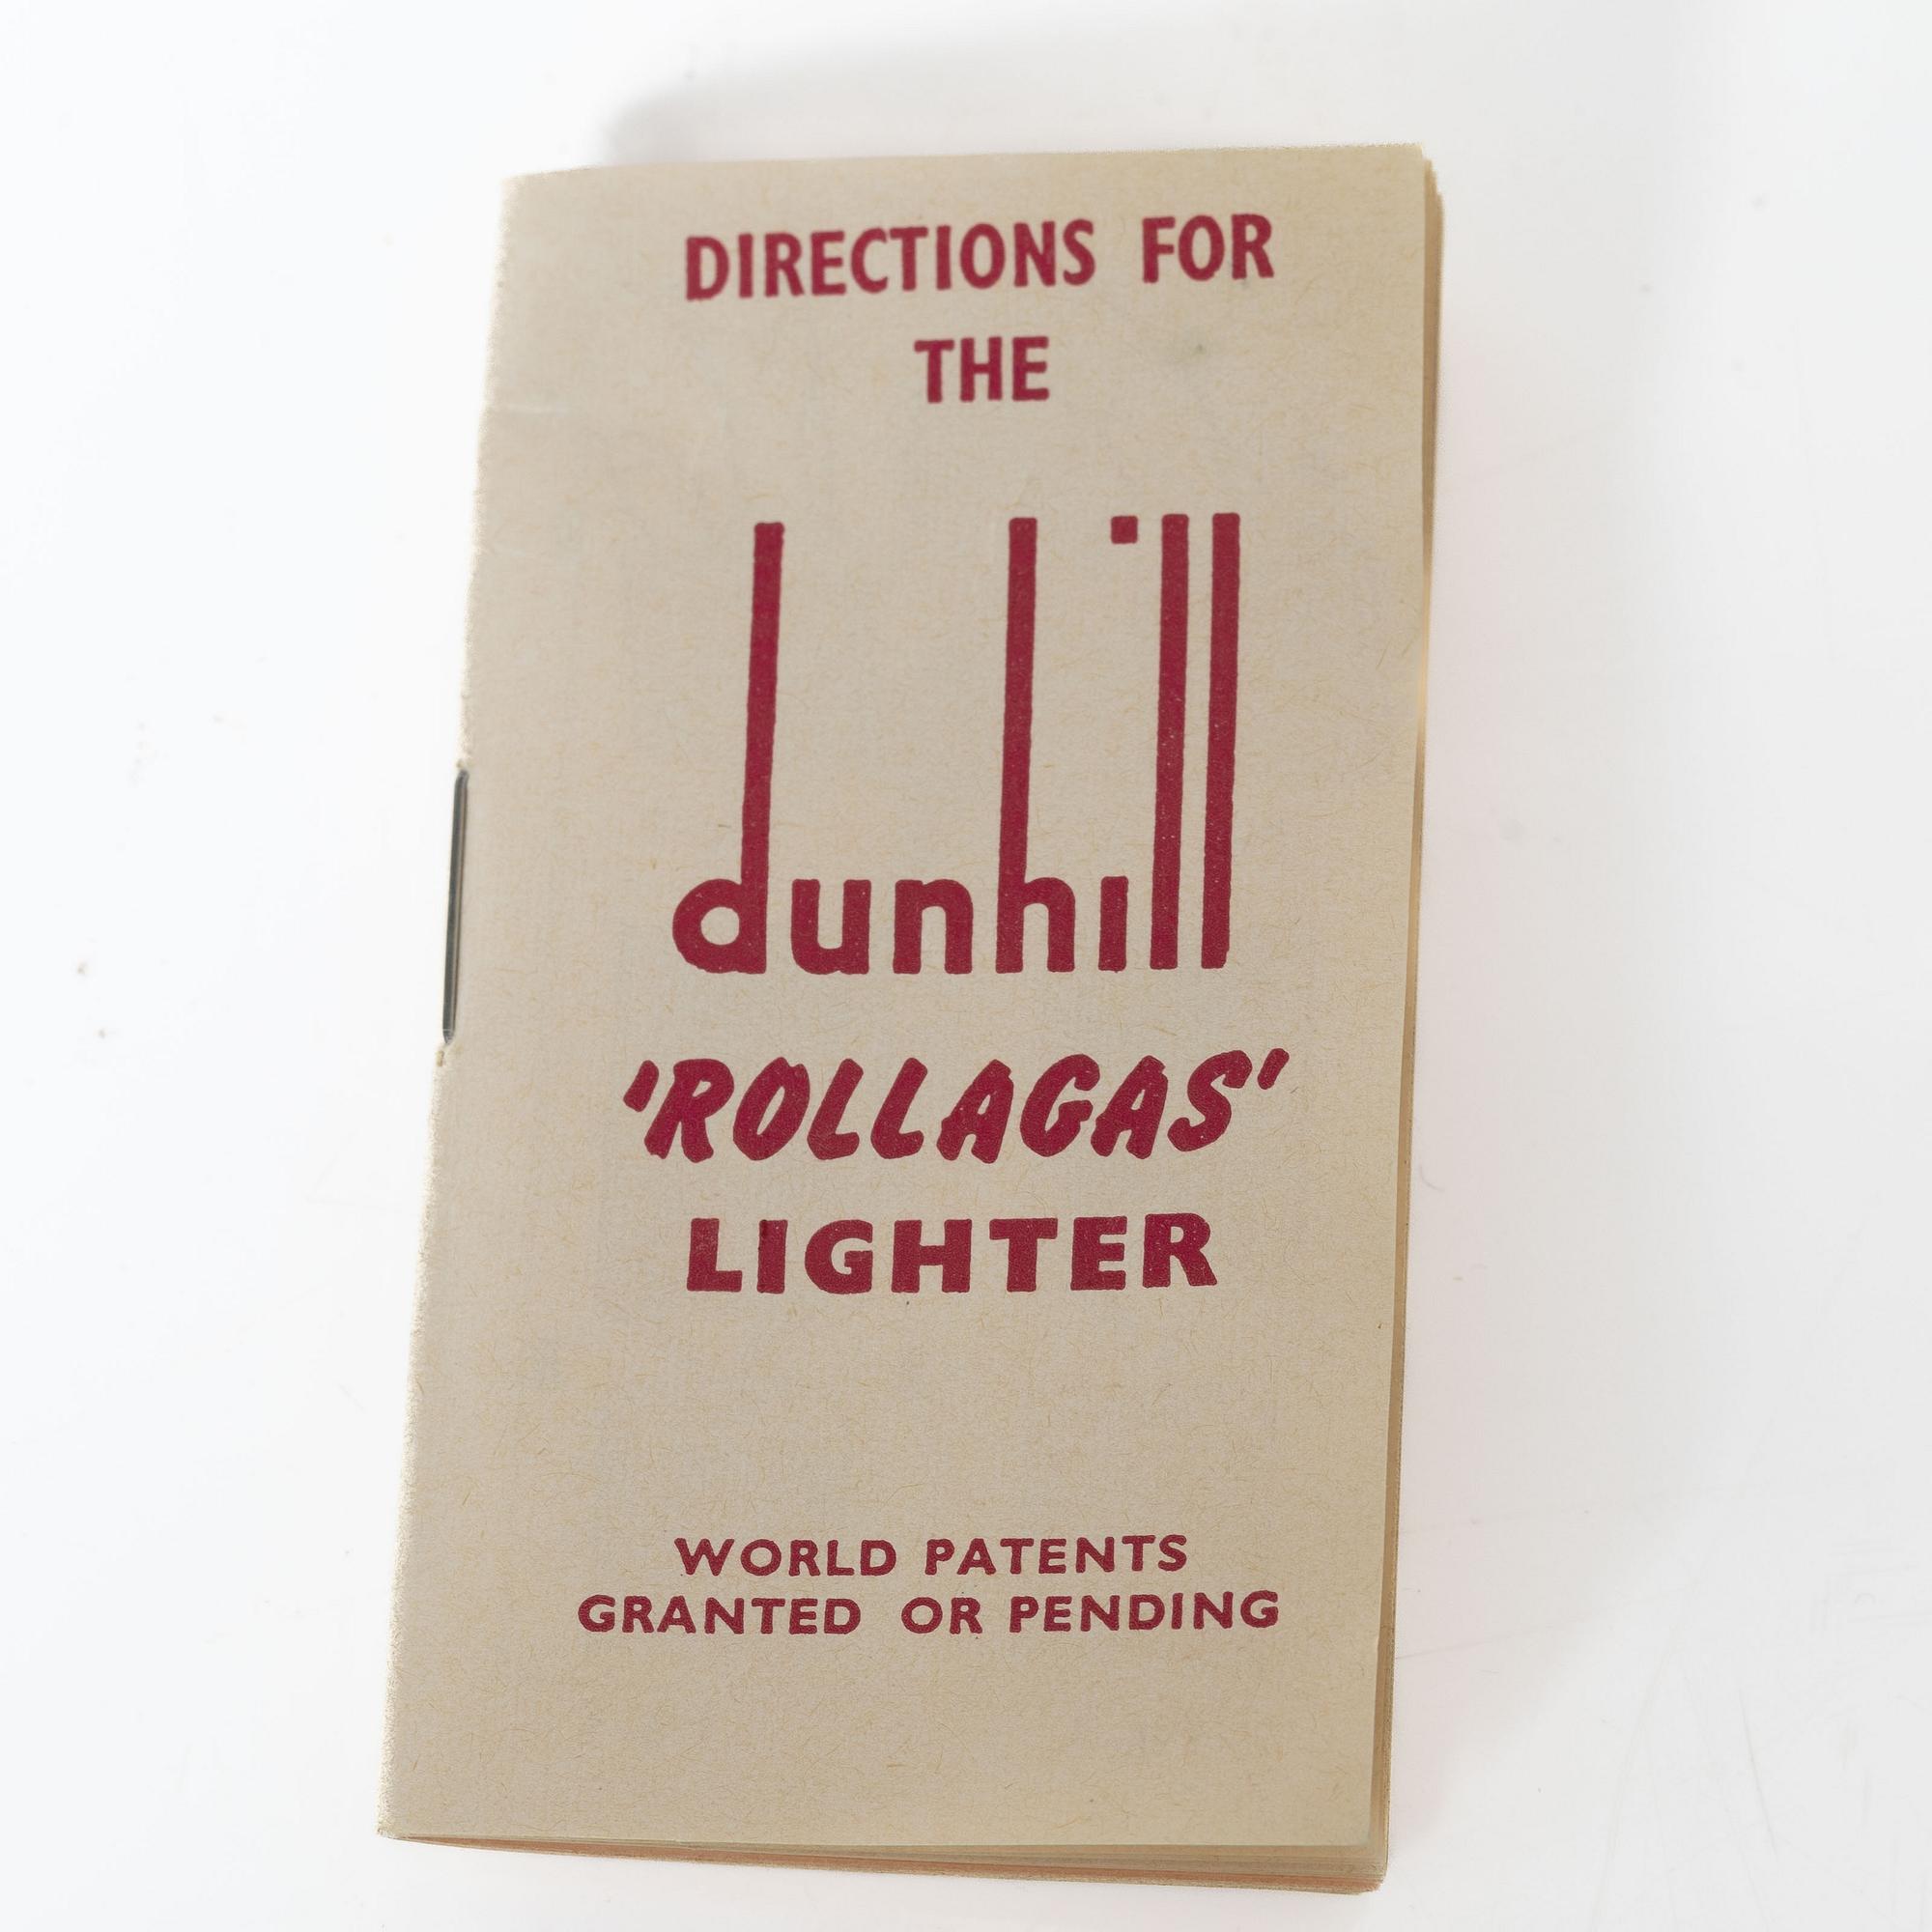 DIRECTIONS FOR
THE
dunhill
'ROLLAGAS'
LIGHTER
WORLD PATENTS
GRANTED OR PENDING